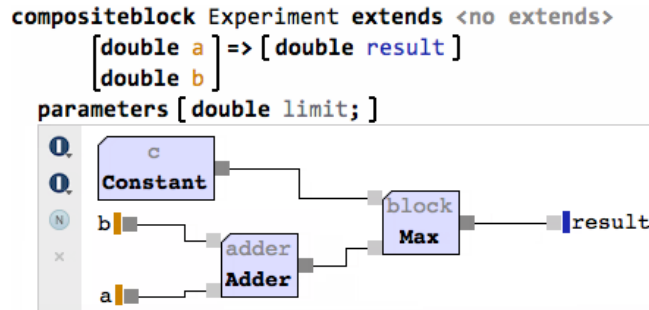 compositeblock Experiment extends <no extends>
[double a] => [double result]
[double b]
parameters [double limit;]
c
Constant
block
Max
b
result
N
adder
Adder
a